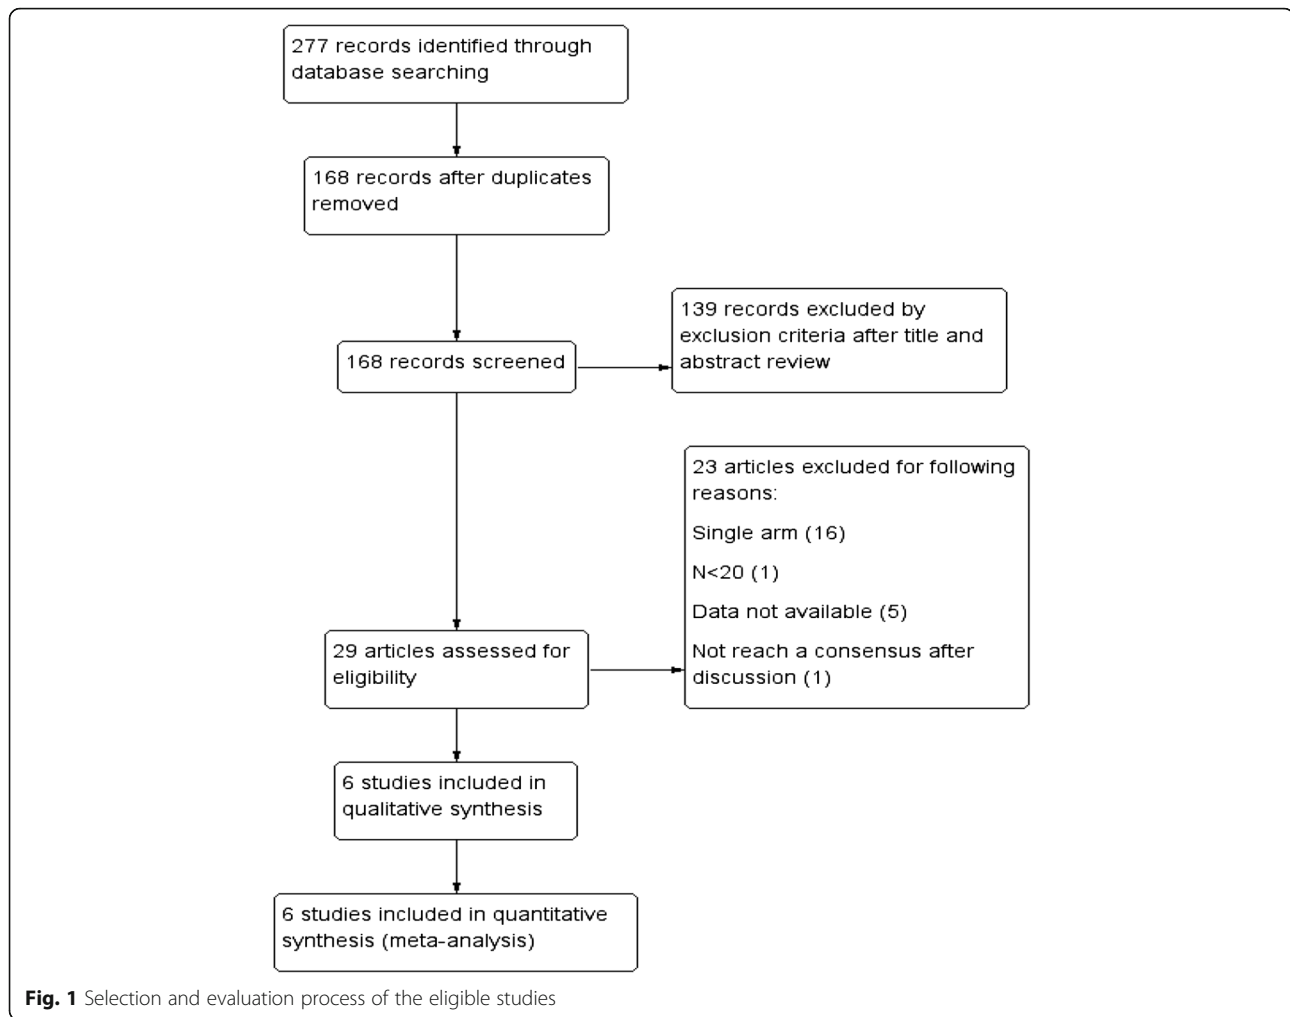 277 records identified through
database searching
168 records after duplicates
removed
139 records excluded by
exclusion criteria after title and
abstract review
168 records screened
23 articles excluded for following
reasons:
Single arm (16)
N<20 (1)
Data not available (5)
Not reach a consensus after
discussion (1)
29 articles assessed for
eligibility
6 studies included in
qualitative synthesis
6 studies included in quantitative
synthesis (meta-analysis)
Fig. 1 Selection and evaluation process of the eligible studies